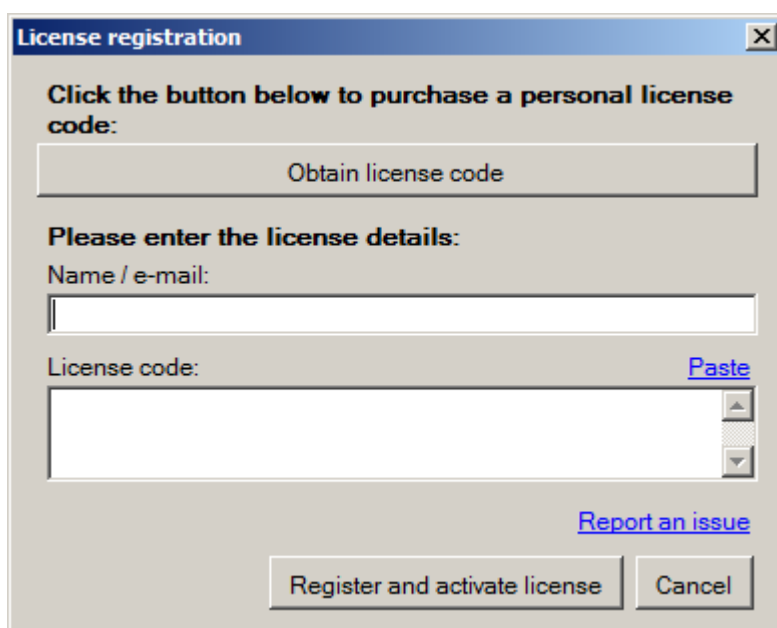 License registration
Click the button below to purchase a personal license
code:
Obtain license code
Please enter the license details:
Name / e-mail:
License code:
Paste
Report an issue
Register and activate license
Cancel